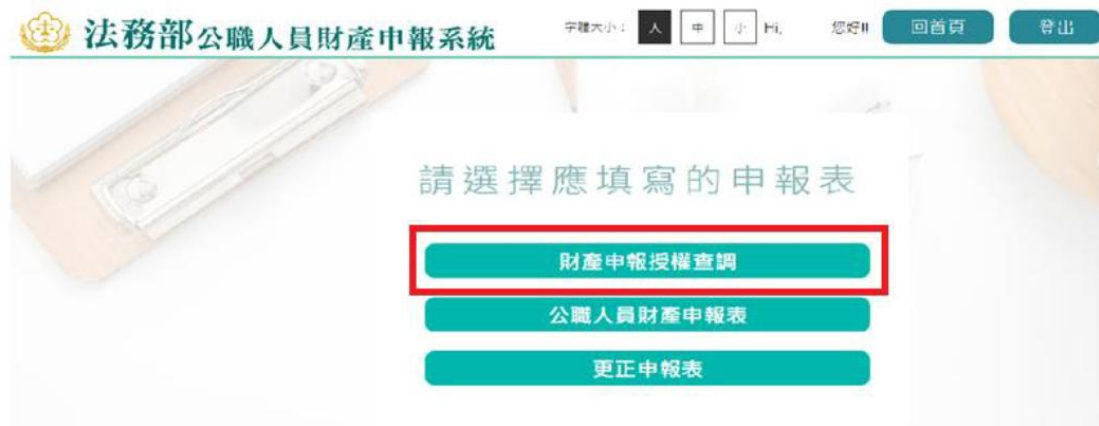 法務部公職人員財產申報系統 字體大小： 大 中 小 Hi, 您好!! 回首頁 登出
請選擇應填寫的申報表
財產申報授權查調
公職人員財產申報表
更正申報表